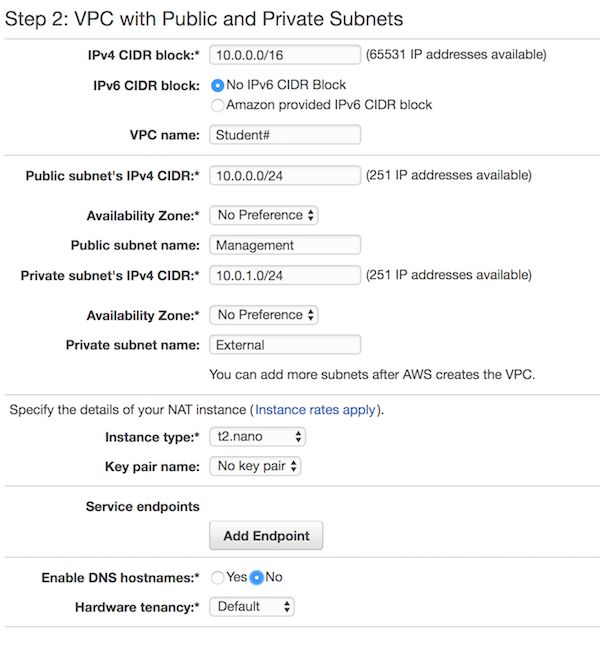 Step 2: VPC with Public and Private Subnets
IPv4 CIDR block:* 10.0.0.0/16 (65531 IP addresses available)
IPv6 CIDR block: No IPv6 CIDR Block
Amazon provided IPv6 CIDR block
VPC name: Student#
Public subnet's IPv4 CIDR:* 10.0.0.0/24 (251 IP addresses available)
Availability Zone:* No Preference
Public subnet name: Management
Private subnet's IPv4 CIDR:* 10.0.1.0/24 (251 IP addresses available)
Availability Zone:* No Preference
Private subnet name: External
You can add more subnets after AWS creates the VPC.
Specify the details of your NAT instance (Instance rates apply).
Instance type:* t2.nano
Key pair name: No key pair
Service endpoints
Add Endpoint
Enable DNS hostnames:* Yes No
Hardware tenancy:* Default